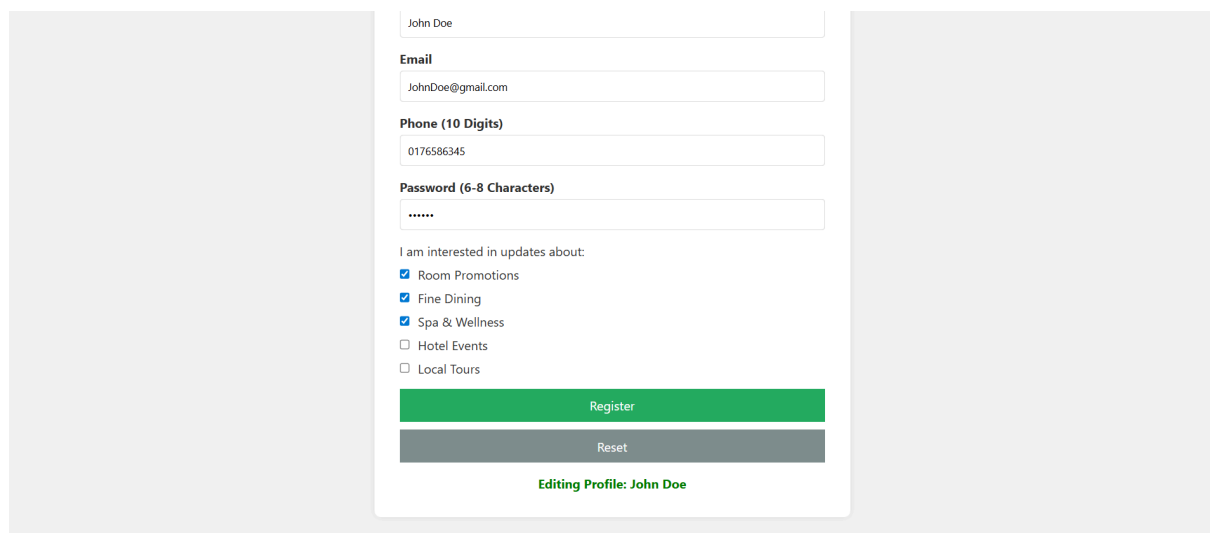 John Doe
Email
JohnDoe@gmail.com
Phone (10 Digits)
0176586345
Password (6-8 Characters)
••••••
I am interested in updates about:
Room Promotions
Fine Dining
Spa & Wellness
Hotel Events
Local Tours
Register
Reset
Editing Profile: John Doe